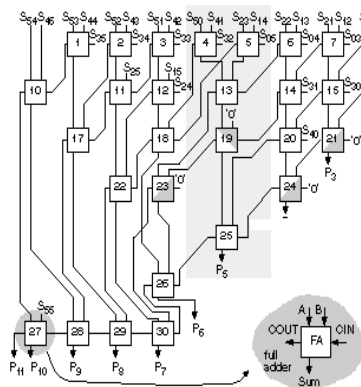 S54 S45 S53 S44 S52 S43 S51 S42 S50 S41 S23 S14 S22 S13 S21 S12
1 S35 2 S34 3 S33 4 S32 5 S05 6 S04 7 S03
10 11 S25 12 S15 S24 13 14 S31 15 S30
'0'
17 18 19 20 S40 21 '0'
P3
22 23 '0' 24 '0'
25
P5
26
P6
S55
27 28 29 30
P11 P10 P9 P8 P7
A B
COUT FA CIN
full
adder
Sum